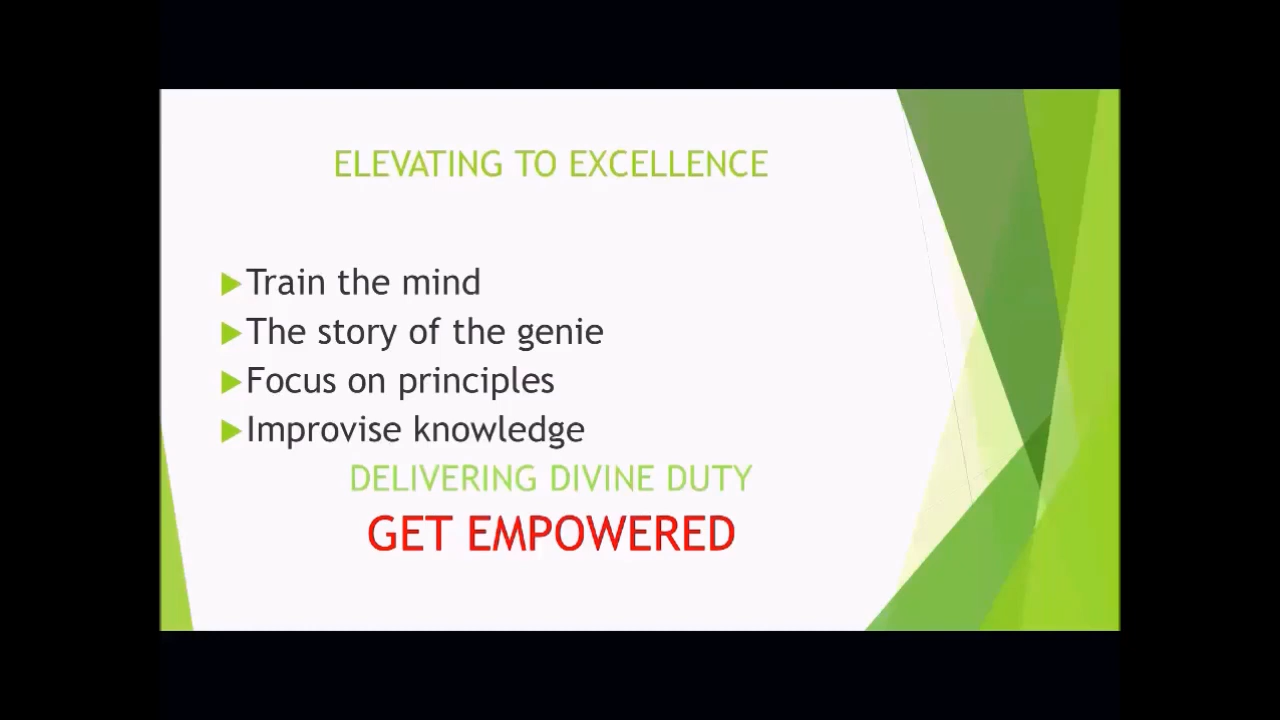 ELEVATING TO EXCELLENCE
Train the mind
The story of the genie
Focus on principles
Improvise knowledge
DELIVERING DIVINE DUTY
GET EMPOWERED